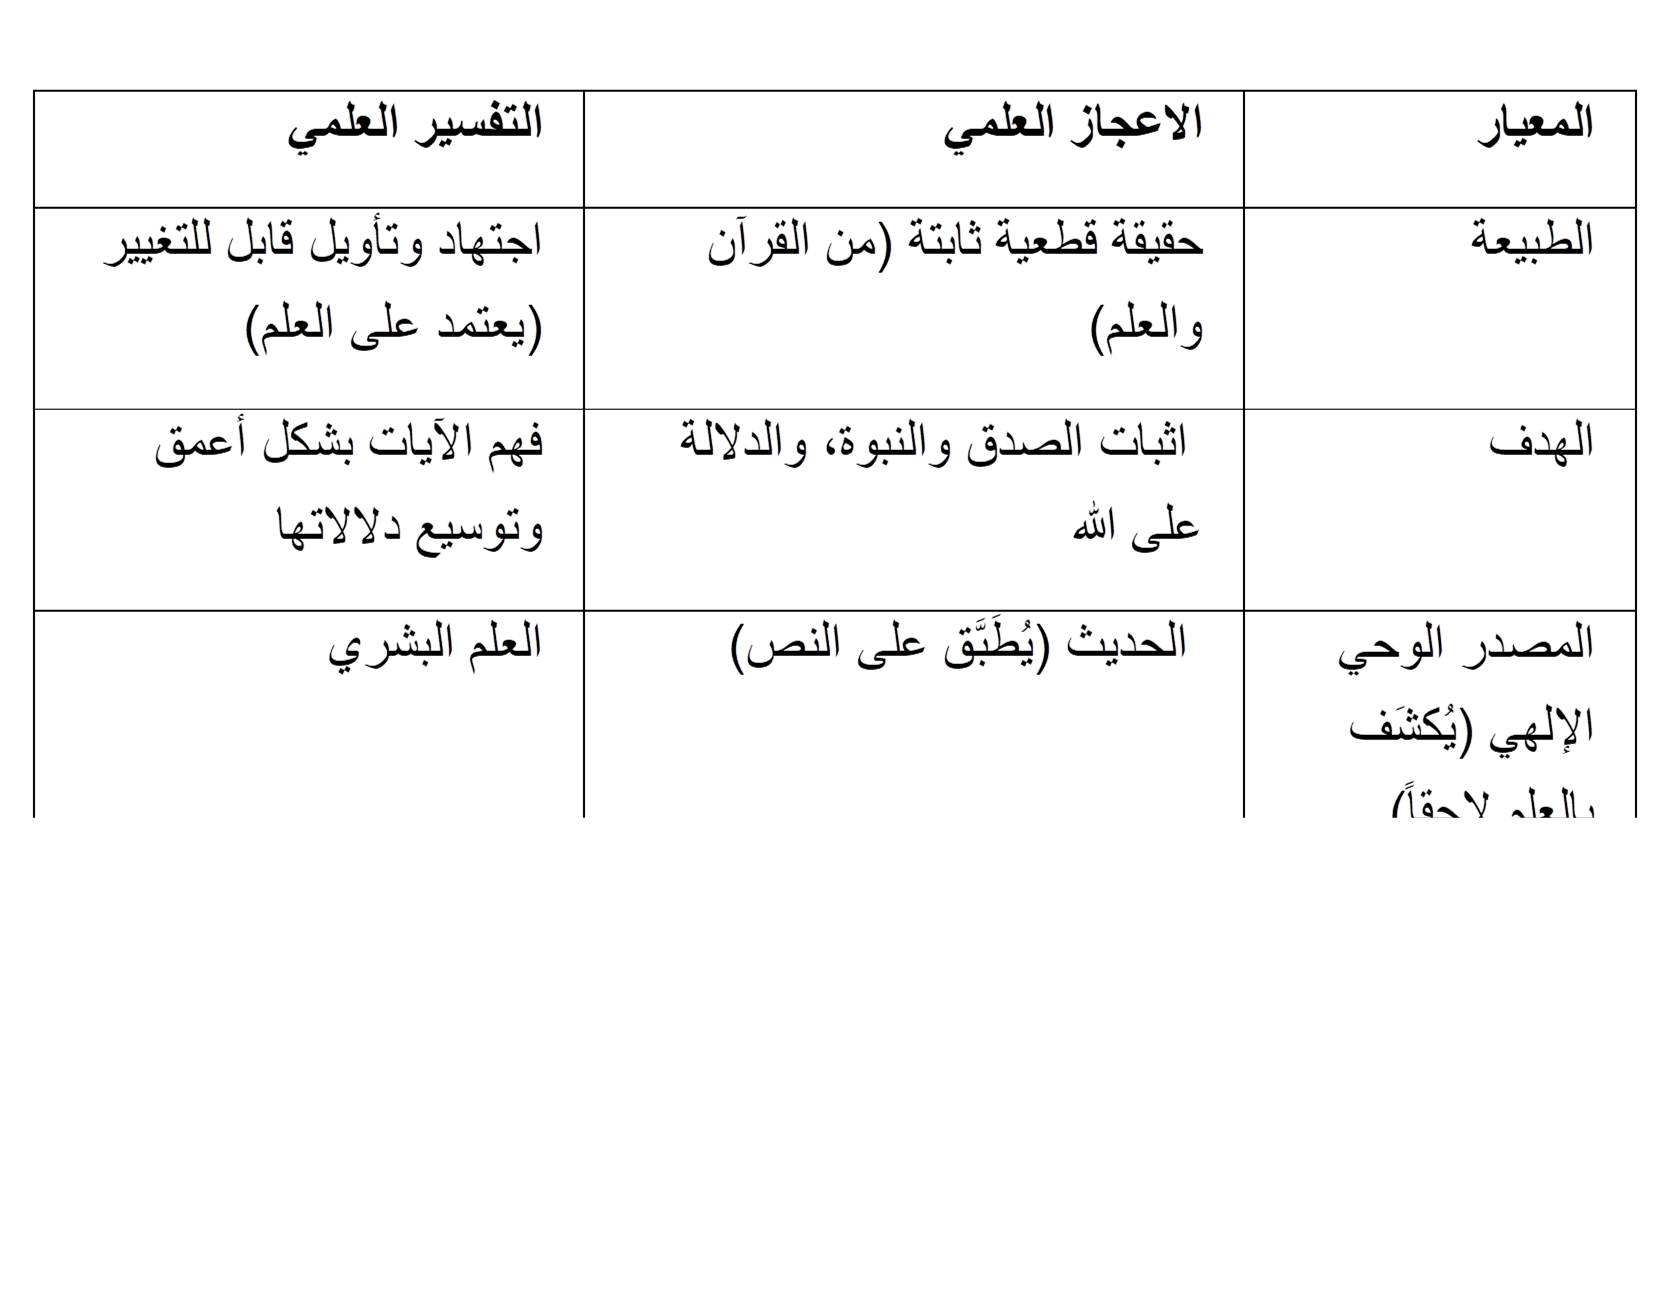 المعيار
الاعجاز العلمي
التفسير العلمي
الطبيعة
حقيقة قطعية ثابتة (من القرآن
والعلم)
اجتهاد وتأويل قابل للتغيير
(يعتمد على العلم)
الهدف
اثبات الصدق والنبوة، والدلالة
على الله
فهم الآيات بشكل أعمق
وتوسيع دلالاتها
المصدر الوحي
الإلهي (يُكشَف
بالعلم لاحقاً)
الحديث (يُطَبَّق على النص)
العلم البشري